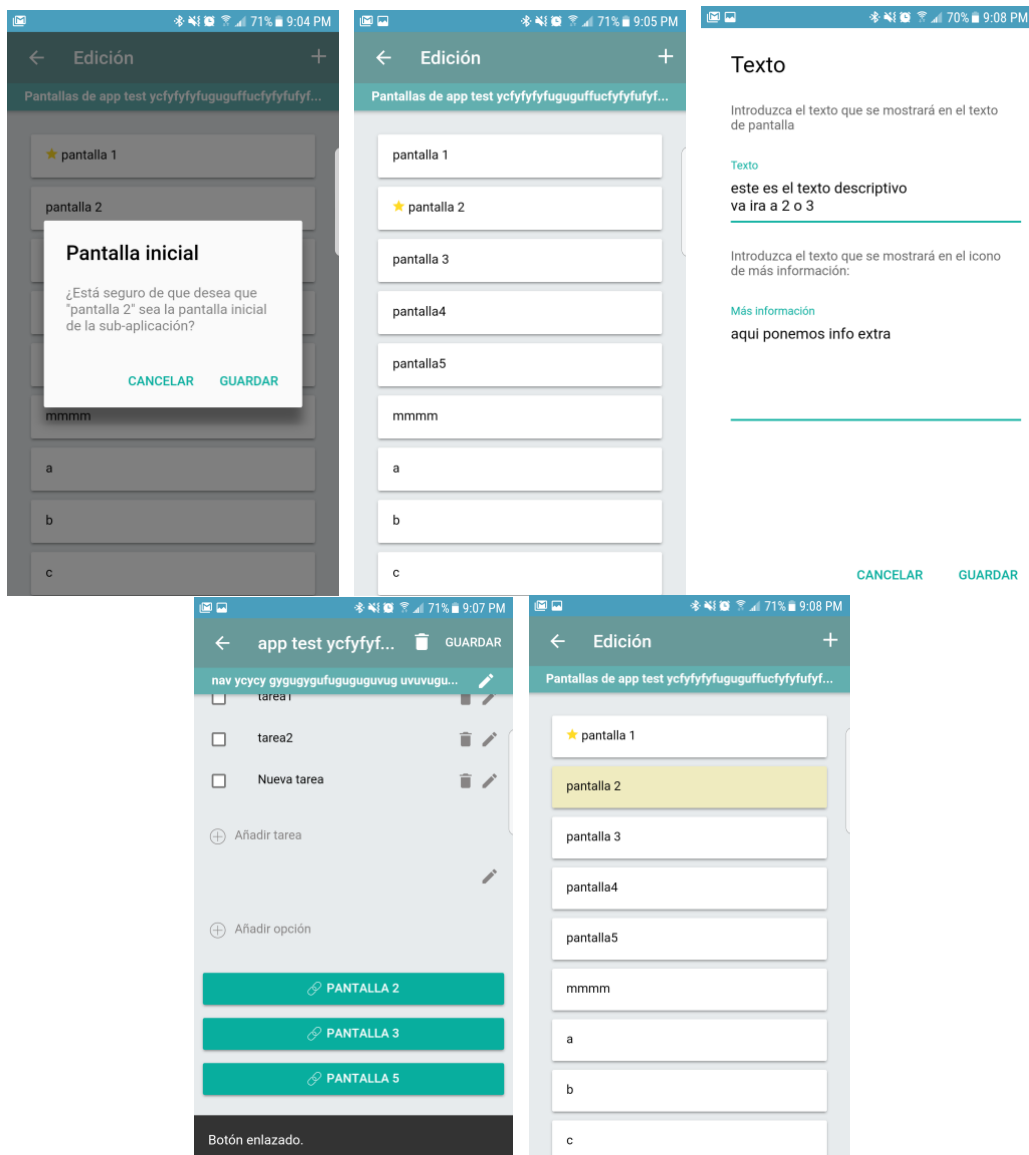 71% 9:04 PM
Edición
Pantallas de app test ycfyfyfyfuguguffucfyfyfufyf...
pantalla 1
pantalla 2
Pantalla inicial
¿Está seguro de que desea que
"pantalla 2" sea la pantalla inicial
de la sub-aplicación?
CANCELAR GUARDAR
mmmm
a
b
c
71% 9:05 PM
Edición
Pantallas de app test ycfyfyfyfuguguffucfyfyfufyf...
pantalla 1
pantalla 2
pantalla 3
pantalla4
pantalla5
mmmm
a
b
c
70% 9:08 PM
Texto
Introduzca el texto que se mostrará en el texto
de pantalla
Texto
este es el texto descriptivo
va ira a 2 o 3
Introduzca el texto que se mostrará en el icono
de más información:
Más información
aqui ponemos info extra
CANCELAR GUARDAR
71% 9:07 PM
app test ycfyfyf... GUARDAR
nav ycycy gygugygufuguguguvug uvuvugu...
tarea1
tarea2
Nueva tarea
Añadir tarea
Añadir opción
PANTALLA 2
PANTALLA 3
PANTALLA 5
Botón enlazado.
71% 9:08 PM
Edición
Pantallas de app test ycfyfyfyfuguguffucfyfyfufyf...
pantalla 1
pantalla 2
pantalla 3
pantalla4
pantalla5
mmmm
a
b
c